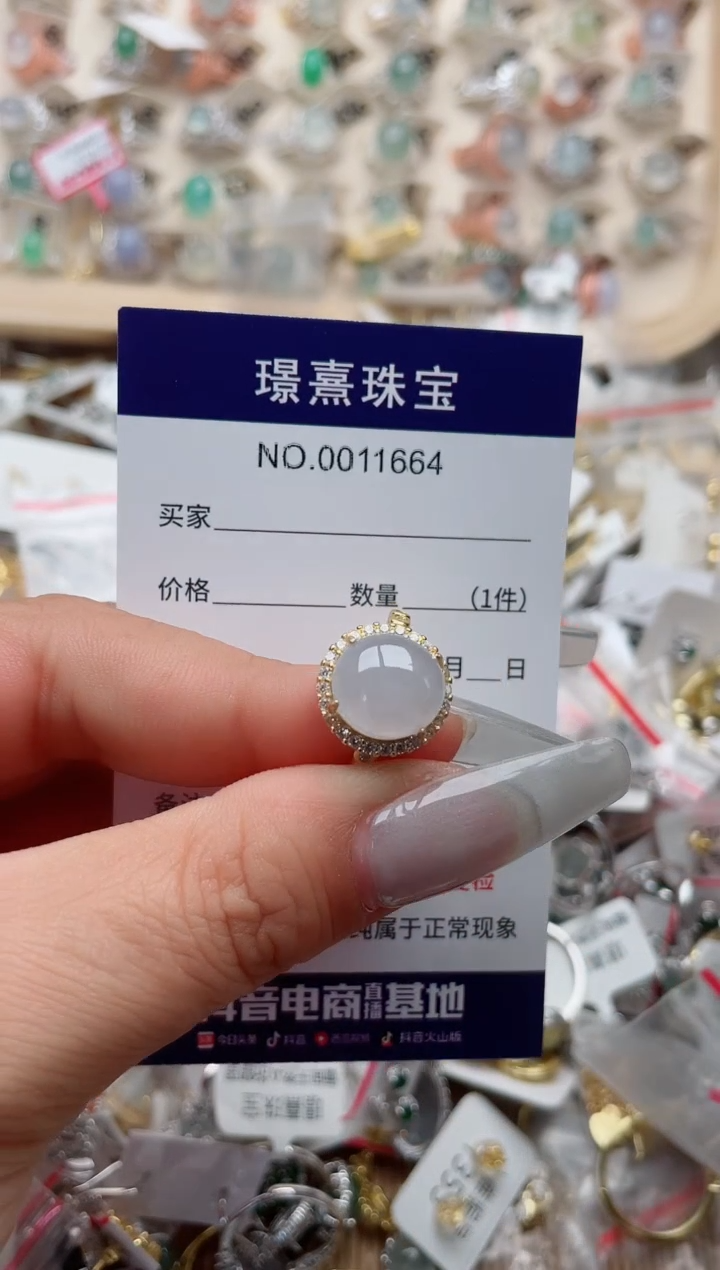 璟熹珠宝
NO.0011664
买家
价格 数量 (1件)
月 日
属于正常现象
音电商直播基地
今日头条 抖音 西瓜视频 抖音火山版